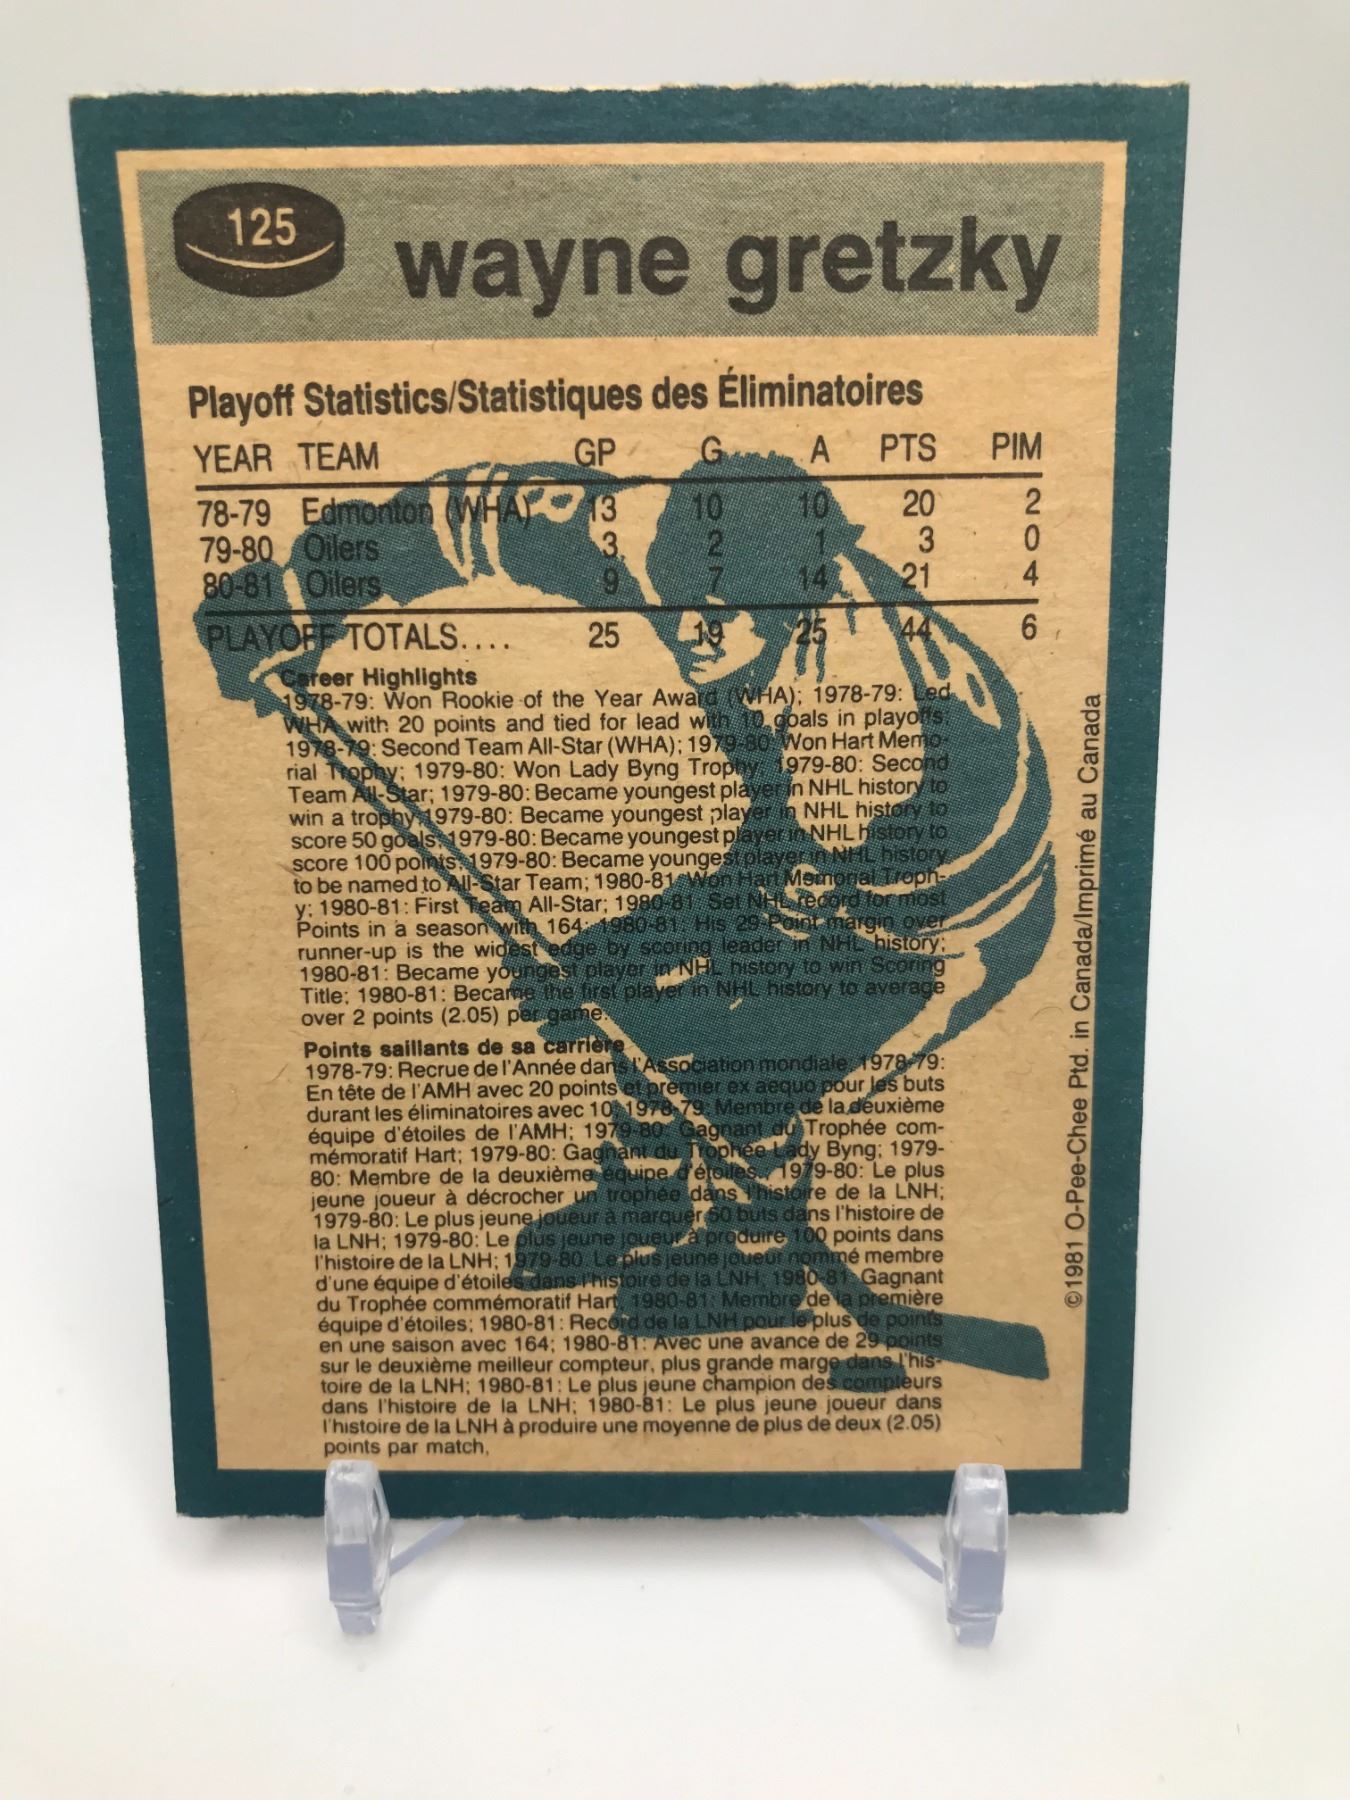 125
wayne gretzky
Playoff Statistics/Statistiques des Éliminatoires
YEAR TEAM GP G A PTS PIM
78-79 Edmonton (WHA) 13 10 10 20 2
79-80 Oilers 3 2 1 3 0
80-81 Oilers 9 7 14 21 4
PLAYOFF TOTALS.... 25 19 25 44 6
Career Highlights
1978-79: Won Rookie of the Year Award (WHA); 1978-79: Led
WHA with 20 points and tied for lead with 10 goals in playoffs;
1978-79: Second Team All-Star (WHA); 1979-80: Won Hart Memo-
rial Trophy; 1979-80: Won Lady Byng Trophy; 1979-80: Second
Team All-Star; 1979-80: Became youngest player in NHL history to
win a trophy; 1979-80: Became youngest player in NHL history to
score 50 goals; 1979-80: Became youngest player in NHL history to
score 100 points; 1979-80: Became youngest player in NHL history
to be named to All-Star Team; 1980-81: Won Hart Memorial Troph-
y; 1980-81: First Team All-Star; 1980-81: Set NHL record for most
Points in a season with 164; 1980-81: His 29-Point margin over
runner-up is the widest edge by scoring leader in NHL history;
1980-81: Became youngest player in NHL history to win Scoring
Title; 1980-81: Became the first player in NHL history to average
over 2 points (2.05) per game.
Points saillants de sa carrière
1978-79: Recrue de l'Année dans l'Association mondiale; 1978-79:
En tête de l'AMH avec 20 points et premier ex aequo pour les buts
durant les éliminatoires avec 10; 1978-79: Membre de la deuxième
équipe d'étoiles de l'AMH; 1979-80: Gagnant du Trophée com-
mémoratif Hart; 1979-80: Gagnant du Trophée Lady Byng; 1979-
80: Membre de la deuxième équipe d'étoiles.; 1979-80: Le plus
jeune joueur à décrocher un trophée dans l'histoire de la LNH;
1979-80: Le plus jeune joueur à marquer 50 buts dans l'histoire de
la LNH; 1979-80: Le plus jeune joueur à produire 100 points dans
l'histoire de la LNH; 1979-80: Le plus jeune joueur nommé membre
d'une équipe d'étoiles dans l'histoire de la LNH; 1980-81: Gagnant
du Trophée commémoratif Hart; 1980-81: Membre de la première
équipe d'étoiles; 1980-81: Record de la LNH pour le plus de points
en une saison avec 164; 1980-81: Avec une avance de 29 points
sur le deuxième meilleur compteur, plus grande marge dans l'his-
toire de la LNH; 1980-81: Le plus jeune champion des compteurs
dans l'histoire de la LNH; 1980-81: Le plus jeune joueur dans
l'histoire de la LNH à produire une moyenne de plus de deux (2.05)
points par match,
©1981 O-Pee-Chee Ptd. in Canada/Imprimé au Canada